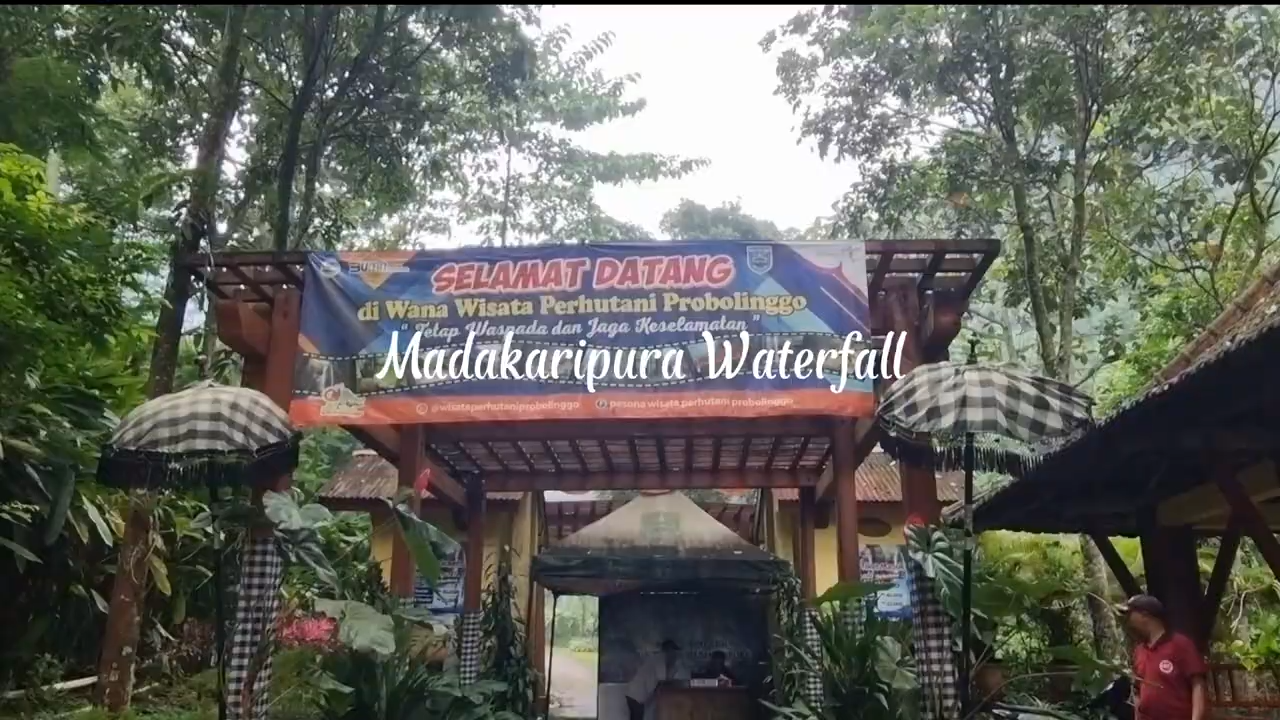 SELAMAT DATANG
di Wana Wisata Perhutani Probolinggo
" Tetap Waspada dan Jaga Keselamatan "
Madakaripura Waterfall
@wisataperhutaniprobolinggo pesona wisata perhutani probolinggo